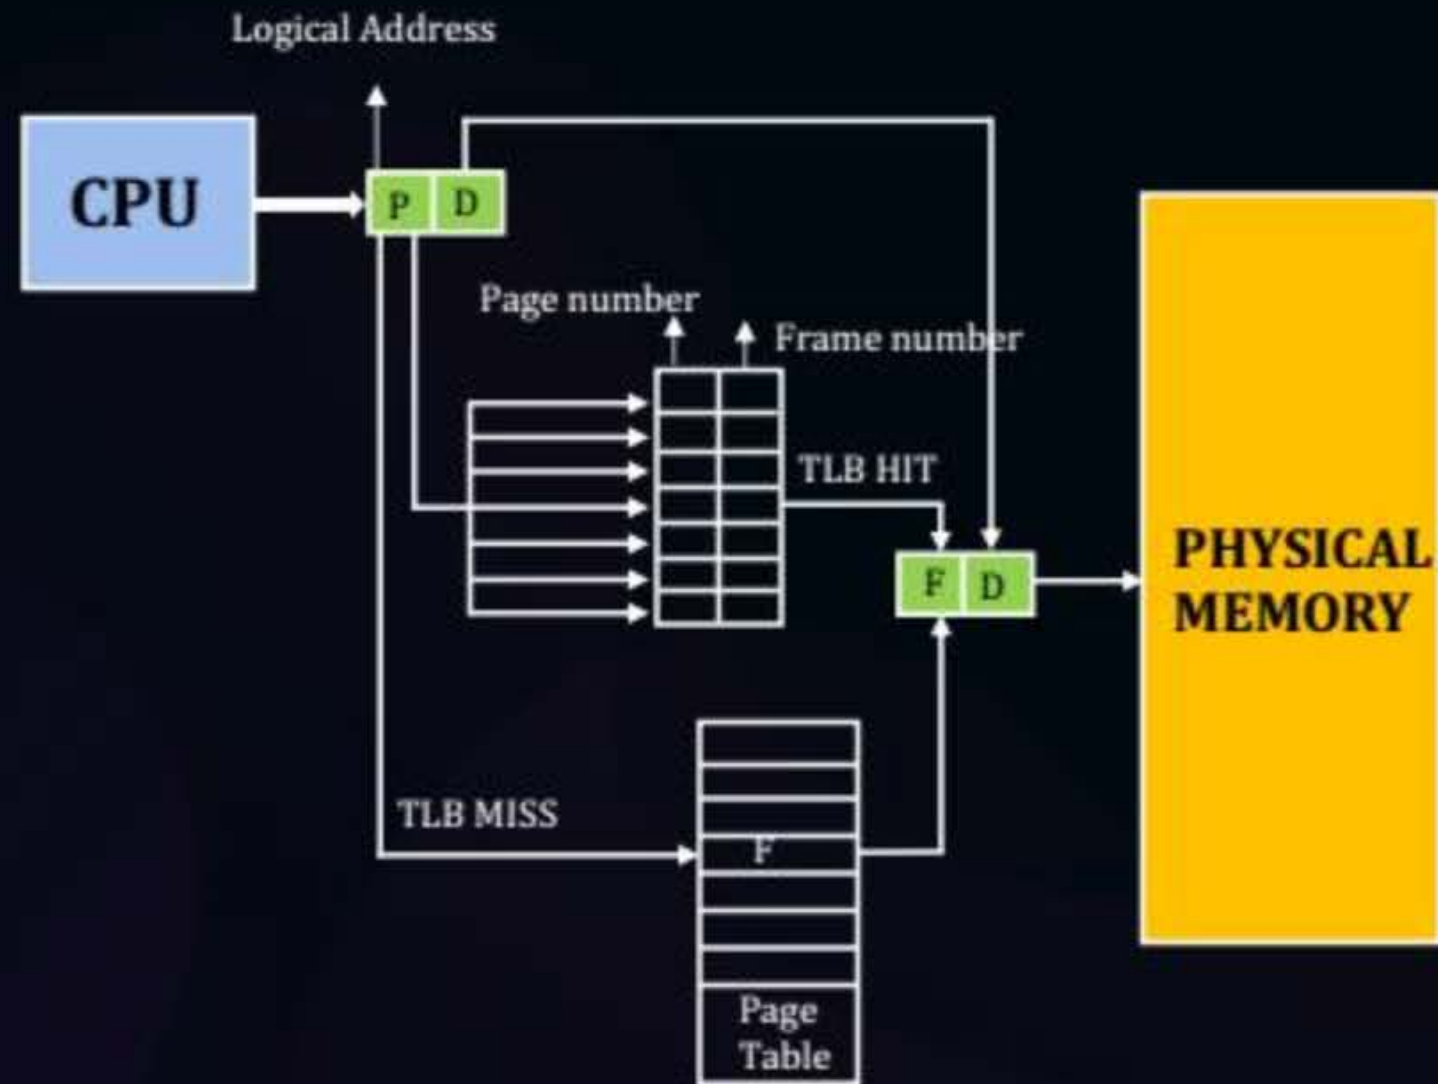 Logical Address
CPU
P D
Page number
Frame number
TLB HIT
F D
PHYSICAL
MEMORY
TLB MISS
F
Page
Table